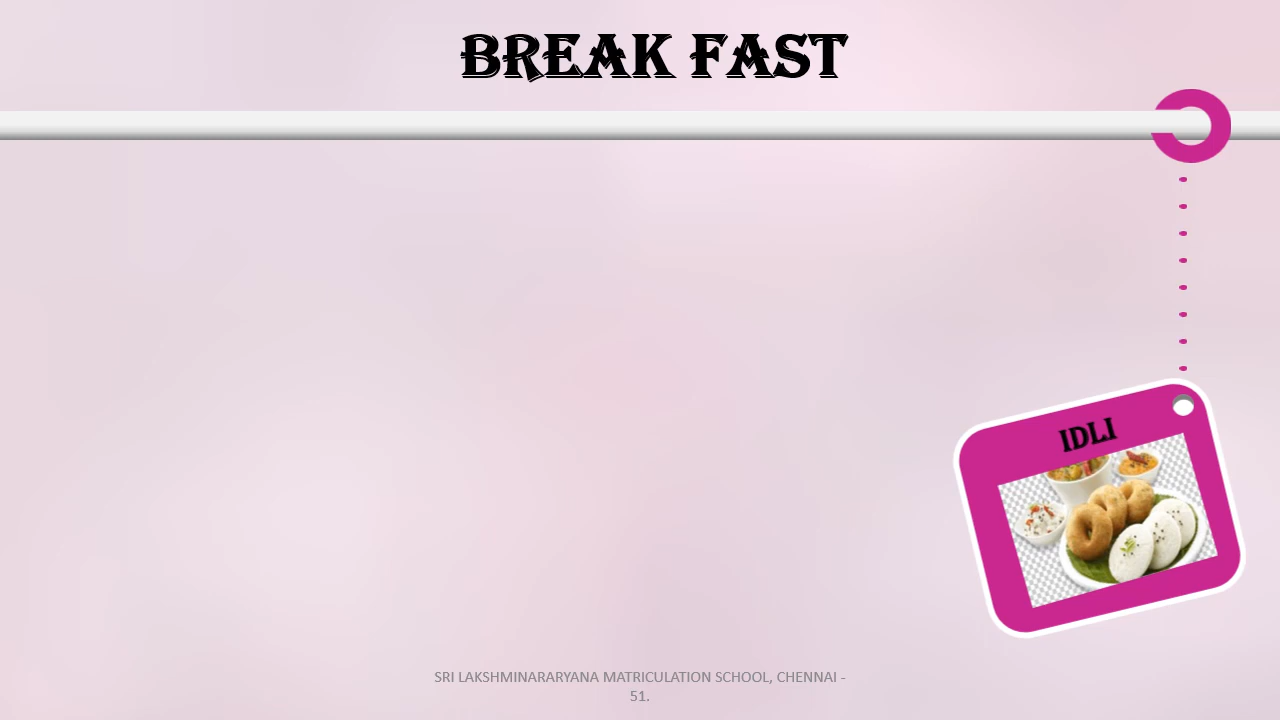 BREAK FAST
IDLI
SRI LAKSHMINARARYANA MATRICULATION SCHOOL, CHENNAI -
51.